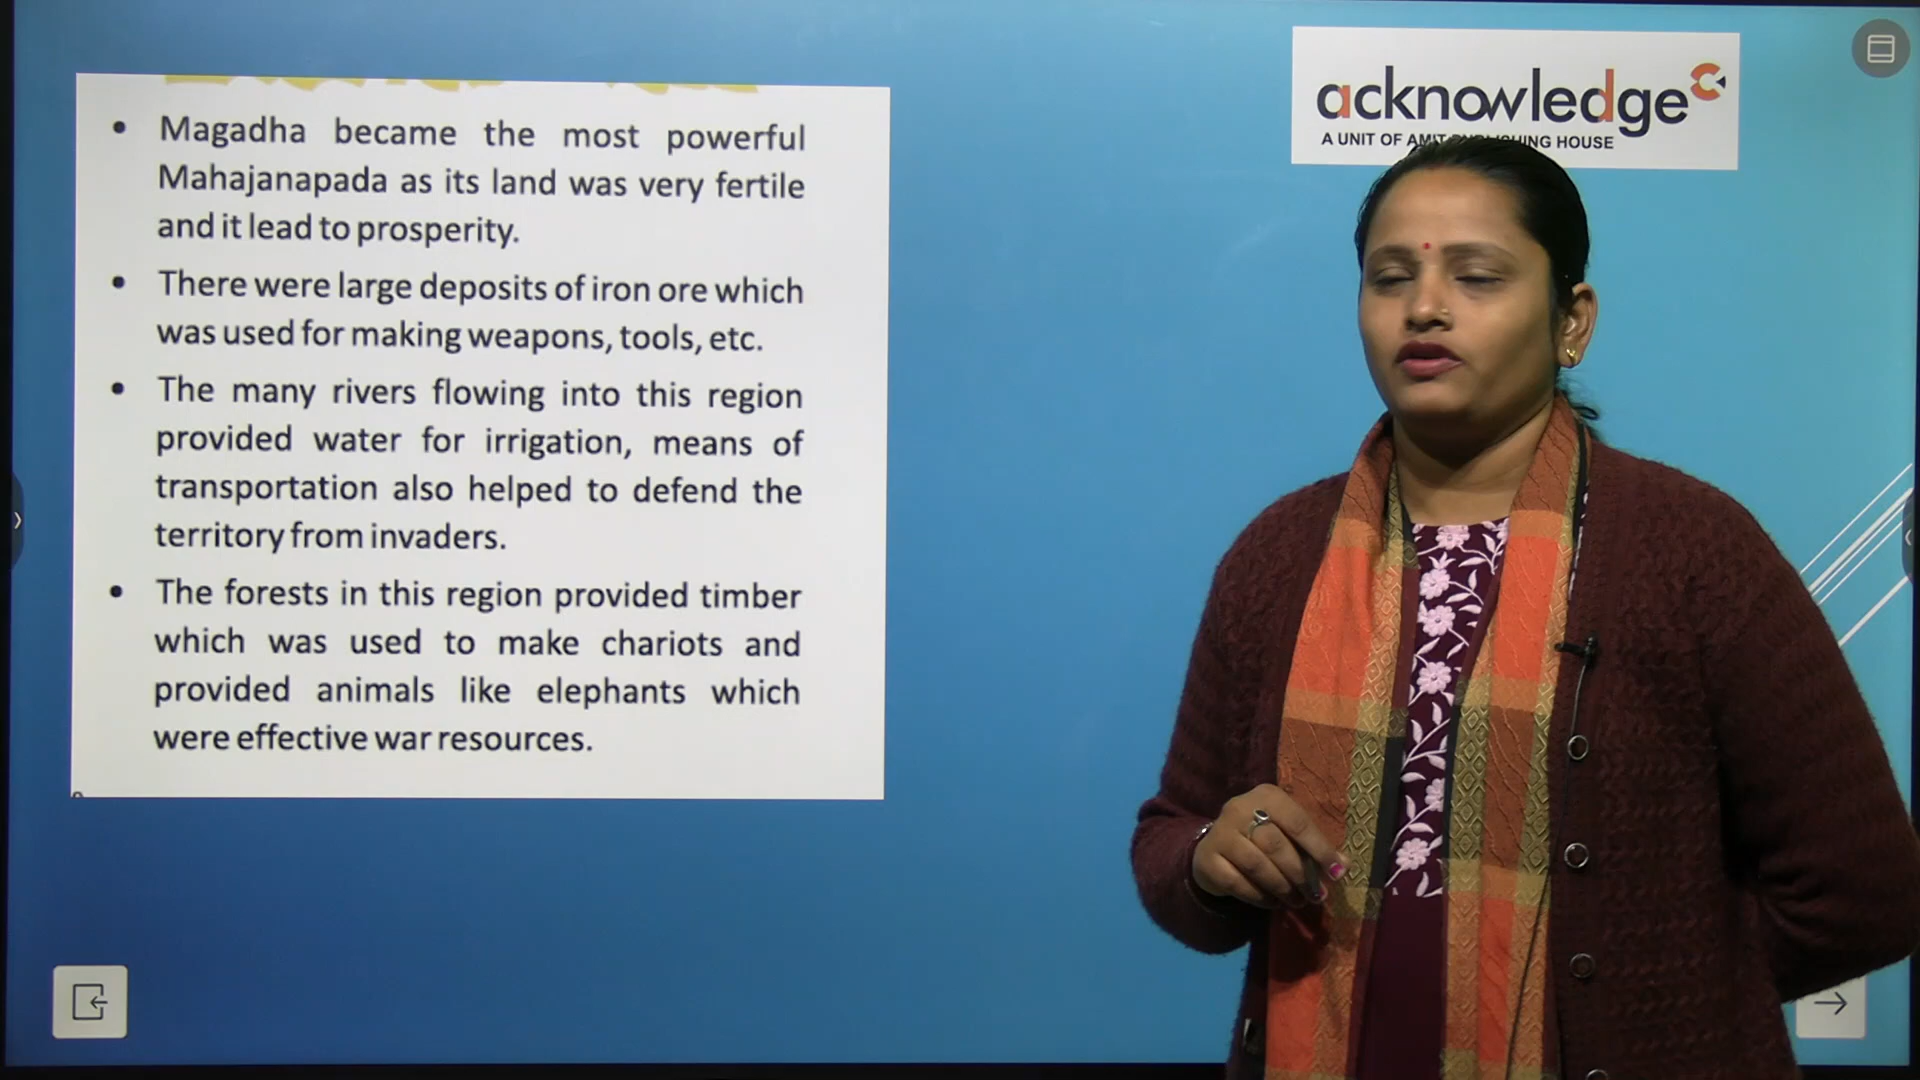 acknowledge
A UNIT OF AMIT PUBLISHING HOUSE
• Magadha became the most powerful
Mahajanapada as its land was very fertile
and it lead to prosperity.
• There were large deposits of iron ore which
was used for making weapons, tools, etc.
• The many rivers flowing into this region
provided water for irrigation, means of
transportation also helped to defend the
territory from invaders.
• The forests in this region provided timber
which was used to make chariots and
provided animals like elephants which
were effective war resources.